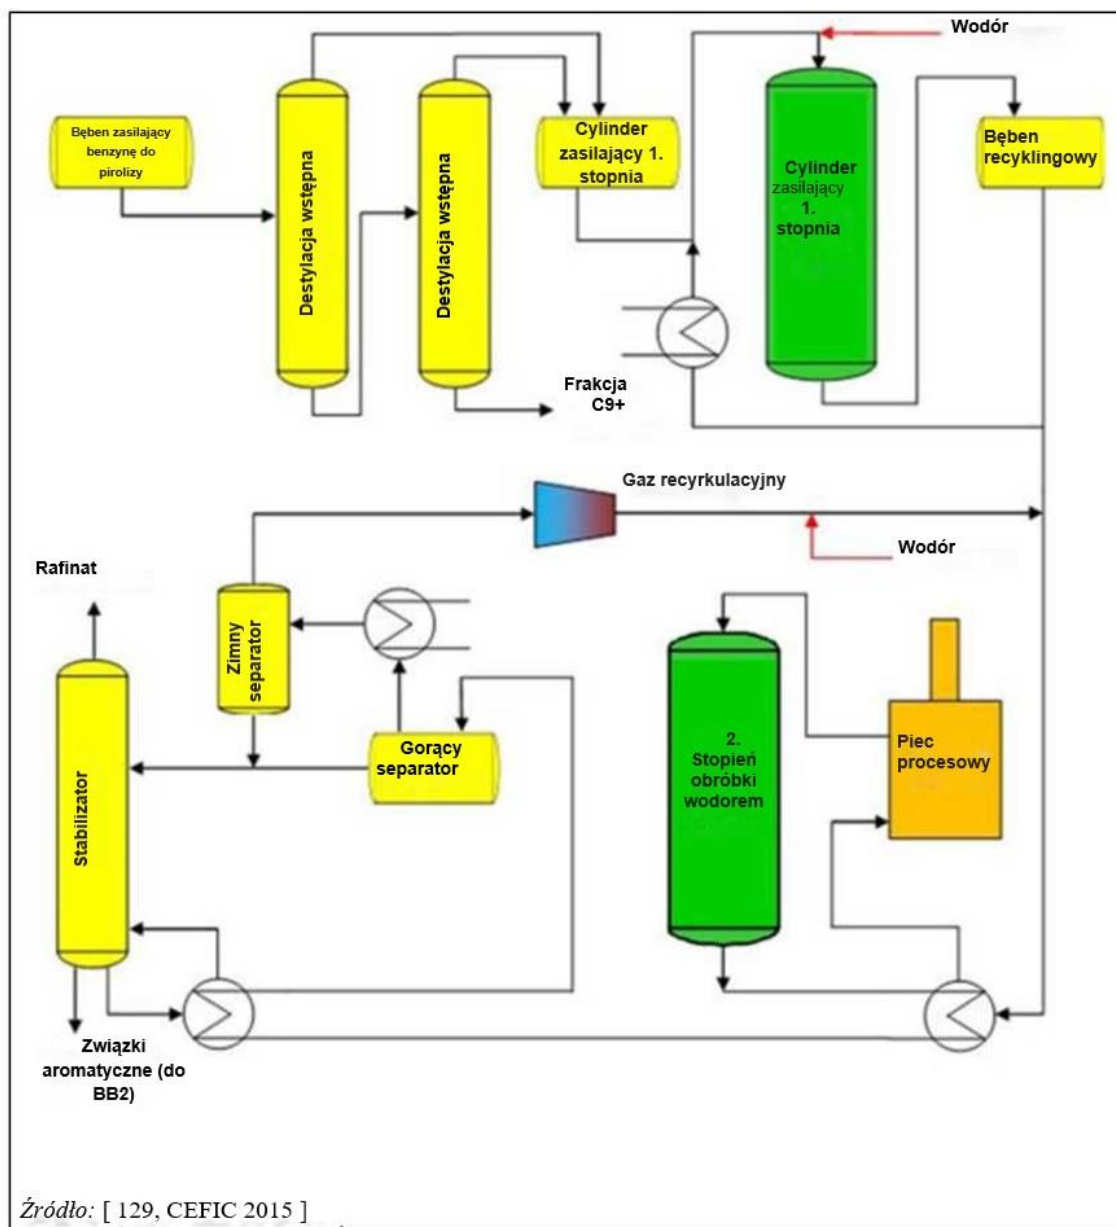 Wodór
Bęben zasilający
benzynę do
pirolizy
Destylacja wstępna
Destylacja wstępna
Cylinder
zasilający 1.
stopnia
Cylinder
zasilający
1.
stopnia
Bęben
recyklingowy
Frakcja
C9+
Gaz recyrkulacyjny
Wodór
Rafinat
Zimny
separator
Gorący
separator
Stabilizator
2.
Stopień
obróbki
wodorem
Piec
procesowy
Związki
aromatyczne (do
BB2)
Źródło: [ 129, CEFIC 2015 ]